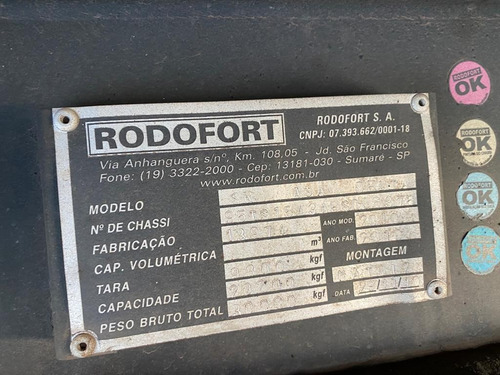 RODOFORT
RODOFORT S. A.
CNPJ: 07.393.662/0001-18
Via Anhanguera s/nº, Km. 108,05 - Jd. São Francisco
Fone: (19) 3322-2000 - Cep: 13181-030 - Sumaré - SP
www.rodofort.com.br
MODELO
Nº DE CHASSI
FABRICAÇÃO ANO MOD.
CAP. VOLUMÉTRICA m³ ANO FAB.
TARA kgf MONTAGEM
CAPACIDADE kgf
PESO BRUTO TOTAL kgf DATA
RODOFORT
OK
RODOFORT
OK
RODOFORT
OK
RODOFORT
OK